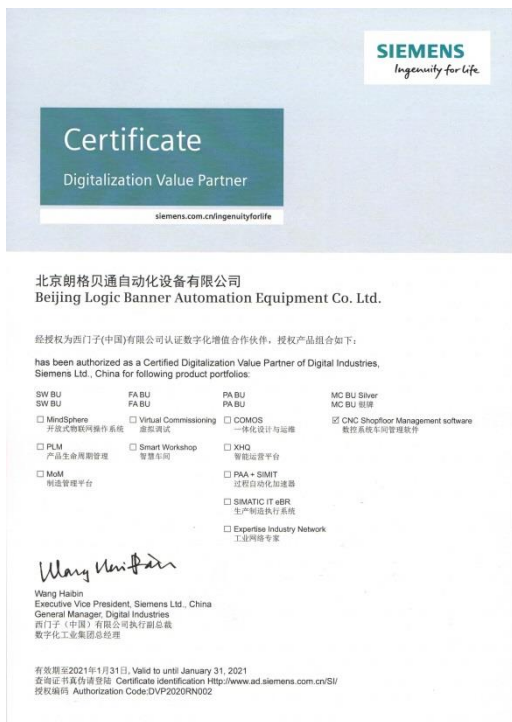 SIEMENS
Ingenuity for life
Certificate
Digitalization Value Partner
siemens.com.cn/ingenuityforlife
北京朗格贝通自动化设备有限公司
Beijing Logic Banner Automation Equipment Co. Ltd.
经授权为西门子(中国)有限公司认证数字化增值合作伙伴，授权产品组合如下:
has been authorized as a Certified Digitalization Value Partner of Digital Industries,
Siemens Ltd., China for following product portfolios:
SW BU FA BU PA BU MC BU Silver
SW BU FA BU PA BU MC BU 银牌
☐ MindSphere ☐ Virtual Commissioning ☐ COMOS ☑ CNC Shopfloor Management software
开放式物联网操作系统 虚拟调试 一体化设计与运维 数控系统车间管理软件
☐ PLM ☐ Smart Workshop ☐ XHQ
产品生命周期管理 智慧车间 智能运营平台
☐ MoM ☐ PAA + SIMIT
制造管理平台 过程自动化加速器
☐ SIMATIC IT eBR
生产制造执行系统
☐ Expertise Industry Network
工业网络专家
Wang Haibin
Wang Haibin
Executive Vice President, Siemens Ltd., China
General Manager, Digital Industries
西门子（中国）有限公司执行副总裁
数字化工业集团总经理
有效期至2021年1月31日, Valid to until January 31, 2021
查询证书真伪请登陆 Certificate identification Http://www.ad.siemens.com.cn/SI/
授权编码 Authorization Code:DVP2020RN002